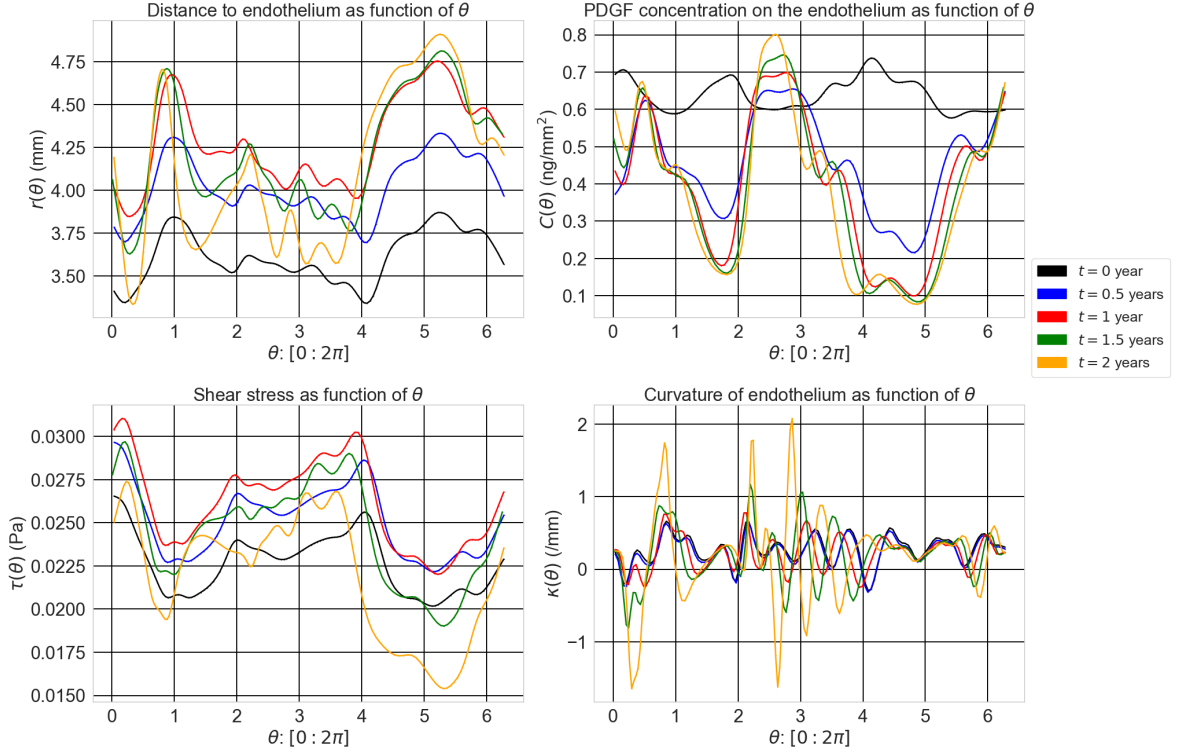 Distance to endothelium as function of θ
r(θ) (mm)
4.75
4.50
4.25
4.00
3.75
3.50
0 1 2 3 4 5 6
θ: [0 : 2π]
PDGF concentration on the endothelium as function of θ
C(θ) (ng/mm²)
0.8
0.7
0.6
0.5
0.4
0.3
0.2
0.1
0 1 2 3 4 5 6
θ: [0 : 2π]
t = 0 year
t = 0.5 years
t = 1 year
t = 1.5 years
t = 2 years
Shear stress as function of θ
τ(θ) (Pa)
0.0300
0.0275
0.0250
0.0225
0.0200
0.0175
0.0150
0 1 2 3 4 5 6
θ: [0 : 2π]
Curvature of endothelium as function of θ
κ(θ) (/mm)
2
1
0
−1
0 1 2 3 4 5 6
θ: [0 : 2π]